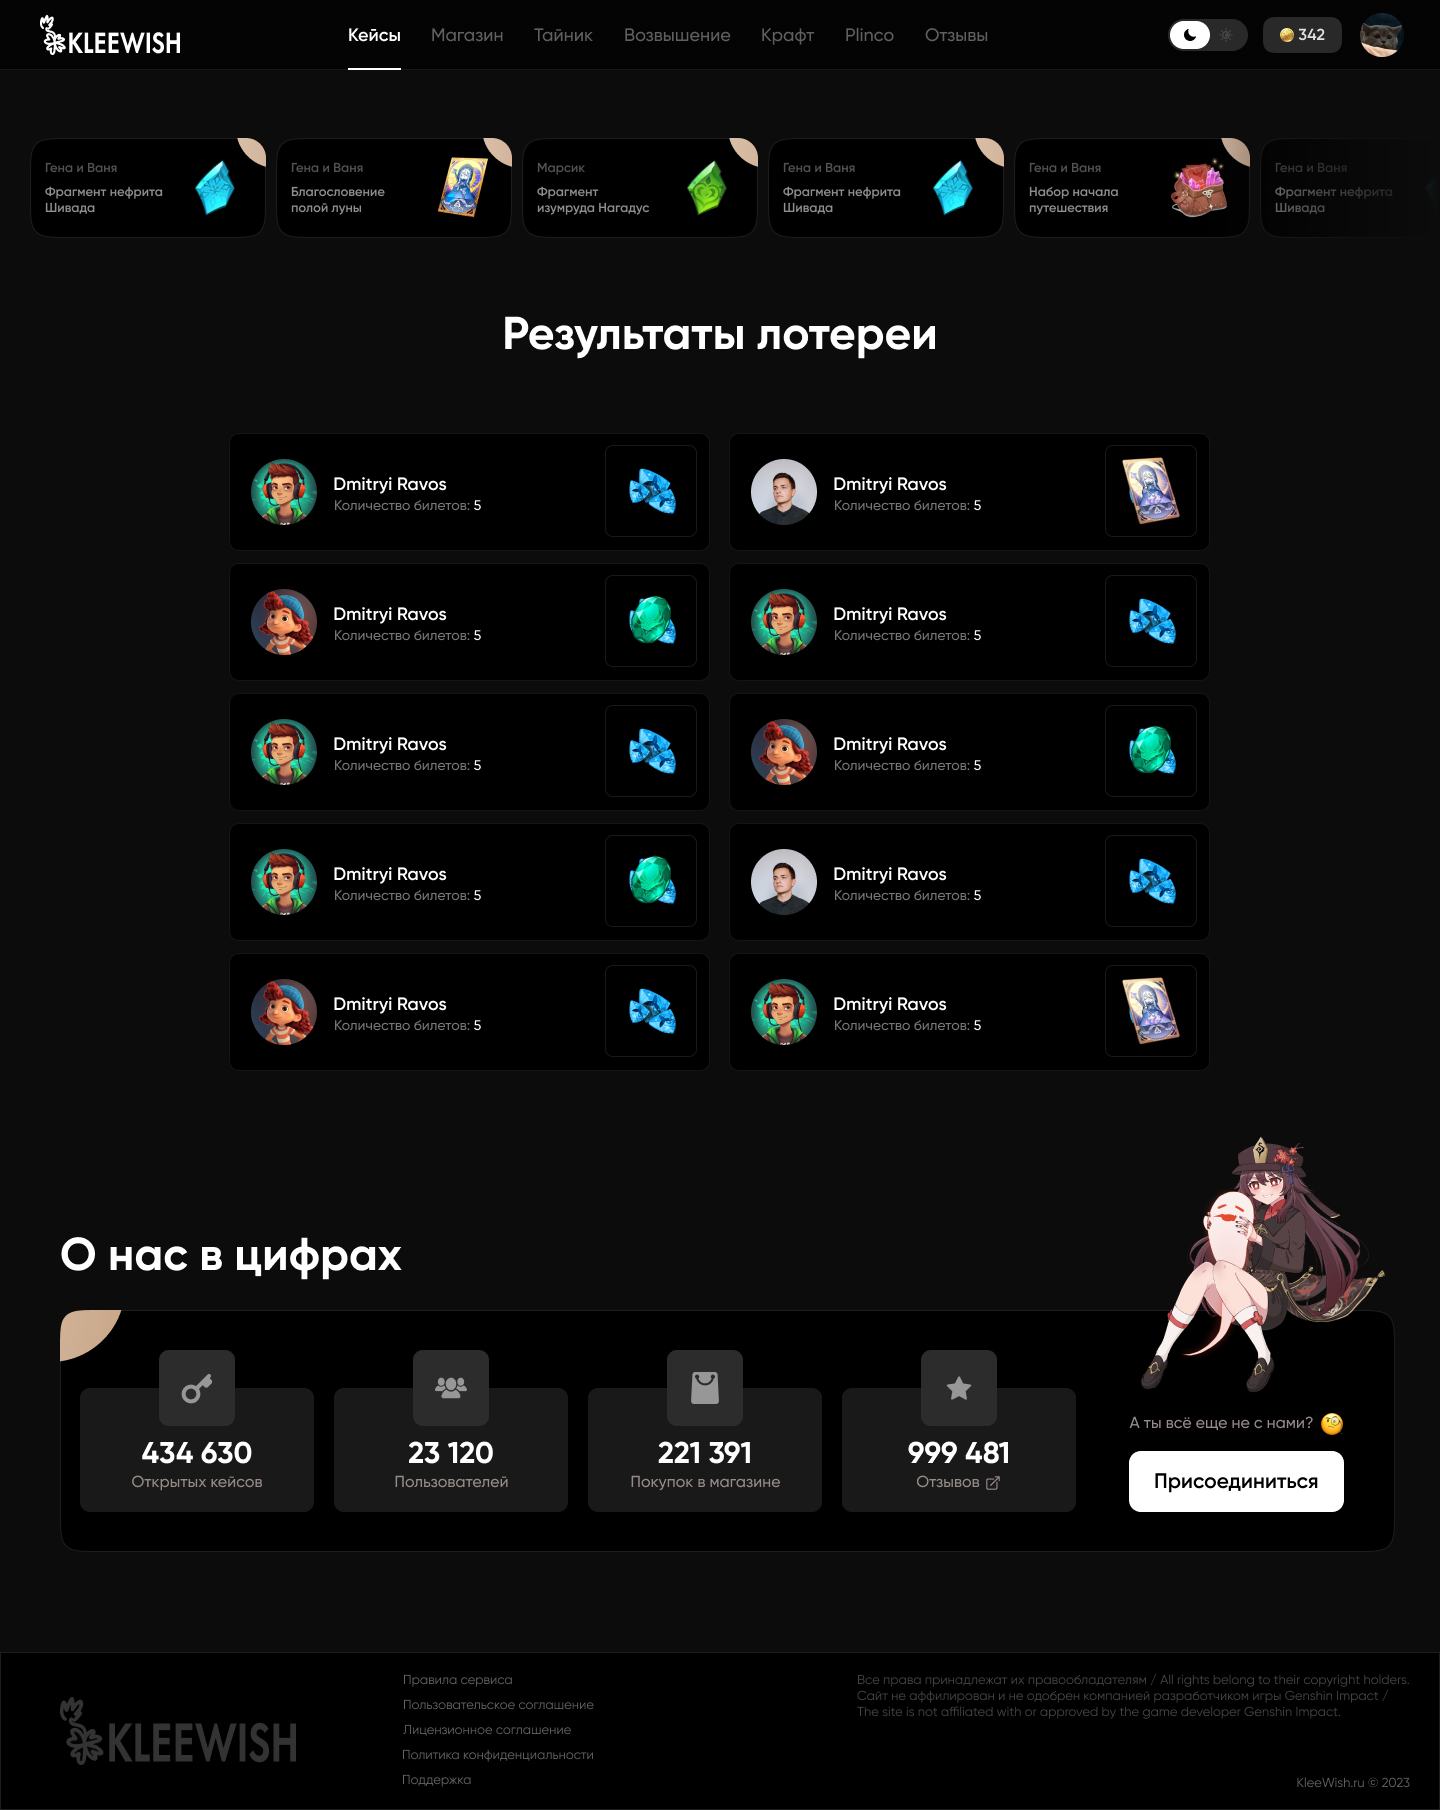 KLEEWISH
Кейсы
Магазин
Тайник
Возвышение
Крафт
Plinco
Отзывы
342
Гена и Ваня
Фрагмент нефрита
Шивада
Гена и Ваня
Благословение
полой луны
Марсик
Фрагмент
изумруда Нагадус
Гена и Ваня
Фрагмент нефрита
Шивада
Гена и Ваня
Набор начала
путешествия
Гена и Ваня
Фрагмент нефрита
Шивада
Результаты лотереи
Dmitryi Ravos
Количество билетов: 5
Dmitryi Ravos
Количество билетов: 5
Dmitryi Ravos
Количество билетов: 5
Dmitryi Ravos
Количество билетов: 5
Dmitryi Ravos
Количество билетов: 5
Dmitryi Ravos
Количество билетов: 5
Dmitryi Ravos
Количество билетов: 5
Dmitryi Ravos
Количество билетов: 5
Dmitryi Ravos
Количество билетов: 5
Dmitryi Ravos
Количество билетов: 5
О нас в цифрах
434 630
Открытых кейсов
23 120
Пользователей
221 391
Покупок в магазине
999 481
Отзывов
А ты всё еще не с нами?
Присоединиться
KLEEWISH
Правила сервиса
Пользовательское соглашение
Лицензионное соглашение
Политика конфиденциальности
Поддержка
Все права принадлежат их правообладателям / All rights belong to their copyright holders.
Сайт не аффилирован и не одобрен компанией разработчиком игры Genshin Impact /
The site is not affiliated with or approved by the game developer Genshin Impact.
KleeWish.ru © 2023